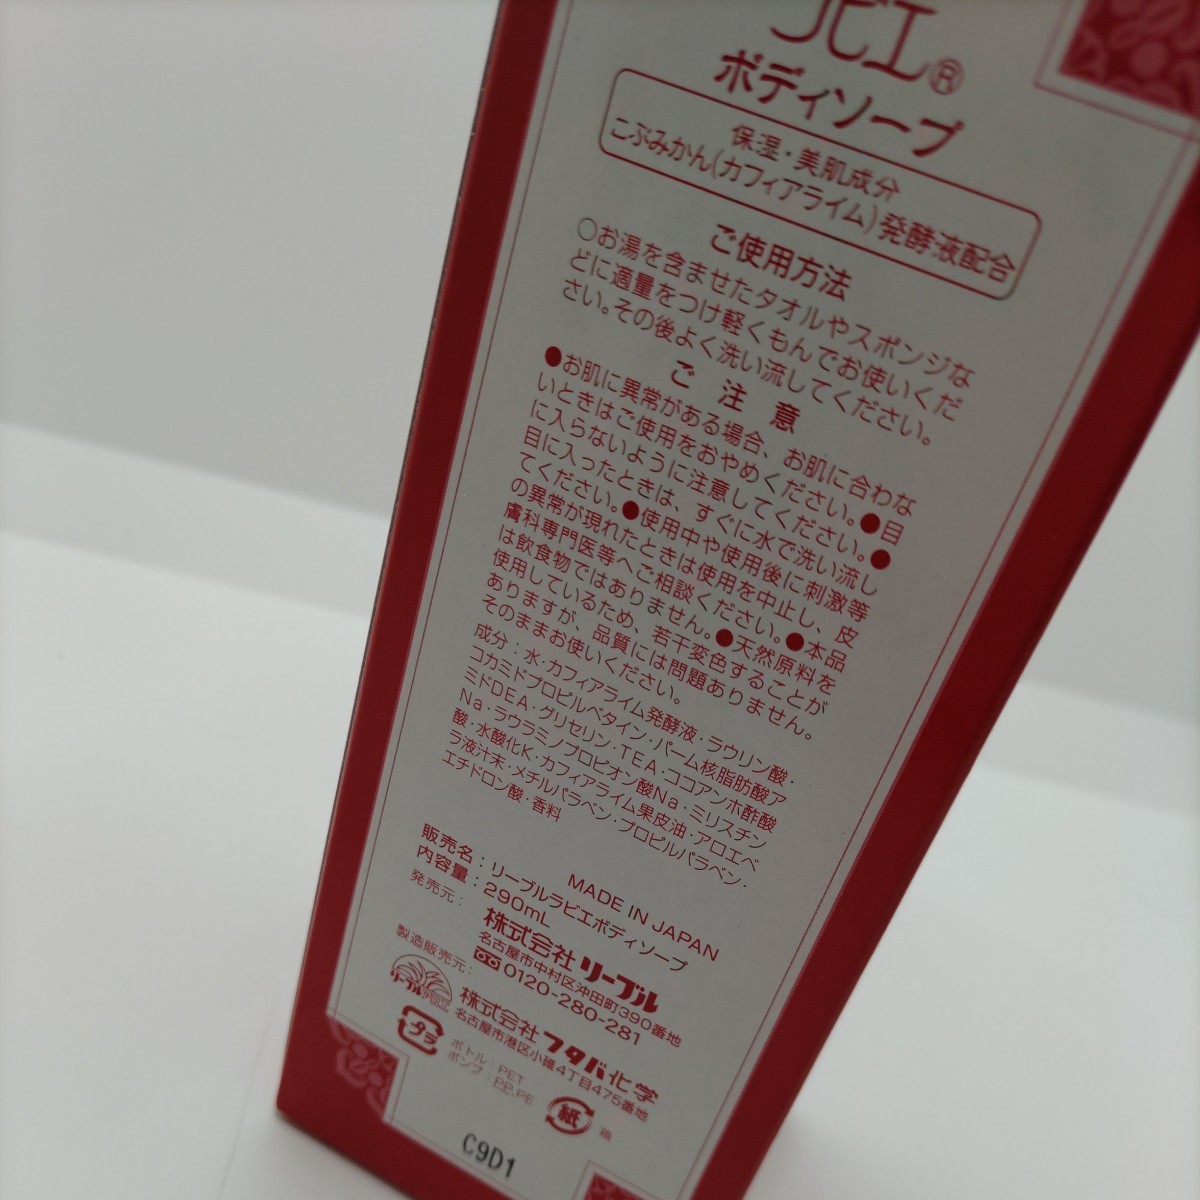 ラビエ®
ボディソープ
保湿・美肌成分
こぶみかん(カフィアライム)発酵液配合
ご使用方法
○お湯を含ませたタオルやスポンジな
どに適量をつけ軽くもんでお使いくだ
さい。その後よく洗い流してください。
ご注意
●お肌に異常がある場合、お肌に合わな
いときはご使用をおやめください。●目
に入らないように注意してください。●
目に入ったときは、すぐに水で洗い流し
てください。●使用中や使用後に刺激等
の異常が現れたときは使用を中止し、皮
膚科専門医等へご相談ください。●本品
は飲食物ではありません。●天然原料を
使用しているため、若干変色することが
ありますが、品質には問題ありません。
そのままお使いください。
成分：水・カフィアライム発酵液・ラウリン酸・
コカミドプロピルベタイン・パーム核脂肪酸ア
ミドDEA・グリセリン・TEA・ココアンホ酢酸
Na・ラウラミノプロピオン酸Na・ミリスチン
酸・水酸化K・カフィアライム果皮油・アロエベ
ラ液汁末・メチルパラベン・プロピルパラベン・
エチドロン酸・香料
MADE IN JAPAN
販売名：リーブルラビエボディソープ
内容量：290mL
発売元：株式会社リーブル
名古屋市中村区沖田町390番地
0120-280-281
製造販売元：株式会社フタバ化学
名古屋市港区小碓4丁目475番地
リーブル
プラ
ボトル：PET
ポンプ：PP,PE
紙
箱
C9D1